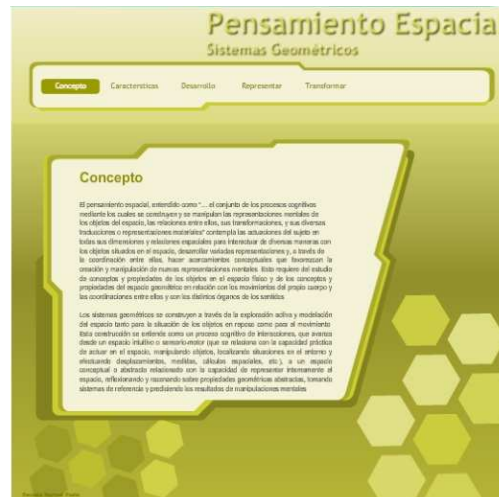 Pensamiento Espacia
Sistemas Geométricos
Concepto Características Desarrollo Representar Transformar
Concepto
El pensamiento espacial, entendido como "… el conjunto de los procesos cognitivos
mediante los cuales se construyen y se manipulan las representaciones mentales de
los objetos del espacio, las relaciones entre ellos, sus transformaciones, y sus diversas
traducciones o representaciones materiales" contempla las actuaciones del sujeto en
todas sus dimensiones y relaciones espaciales para interactuar de diversas maneras con
los objetos situados en el espacio, desarrollar variadas representaciones y, a través de
la coordinación entre ellas, hacer acercamientos conceptuales que favorezcan la
creación y manipulación de nuevas representaciones mentales. Esto requiere del estudio
de conceptos y propiedades de los objetos en el espacio físico y de los conceptos y
propiedades del espacio geométrico en relación con los movimientos del propio cuerpo y
las coordinaciones entre ellos y con los distintos órganos de los sentidos
Los sistemas geométricos se construyen a través de la exploración activa y modelación
del espacio tanto para la situación de los objetos en reposo como para el movimiento.
Esta construcción se entiende como un proceso cognitivo de interacciones, que avanza
desde un espacio intuitivo o sensorio-motor (que se relaciona con la capacidad práctica
de actuar en el espacio, manipulando objetos, localizando situaciones en el entorno y
efectuando desplazamientos, medidas, cálculos espaciales, etc.), a un espacio
conceptual o abstracto relacionado con la capacidad de representar internamente el
espacio, reflexionando y razonando sobre propiedades geométricas abstractas, tomando
sistemas de referencia y prediciendo los resultados de manipulaciones mentales